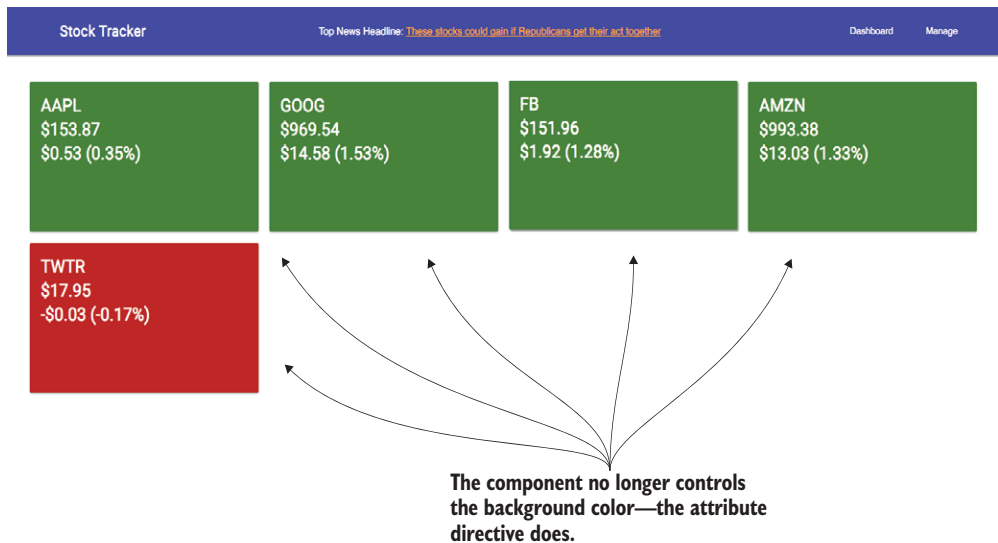 Stock Tracker
Top News Headline: These stocks could gain if Republicans get their act together
Dashboard
Manage
AAPL
$153.87
$0.53 (0.35%)
GOOG
$969.54
$14.58 (1.53%)
FB
$151.96
$1.92 (1.28%)
AMZN
$993.38
$13.03 (1.33%)
TWTR
$17.95
-$0.03 (-0.17%)
The component no longer controls
the background color—the attribute
directive does.